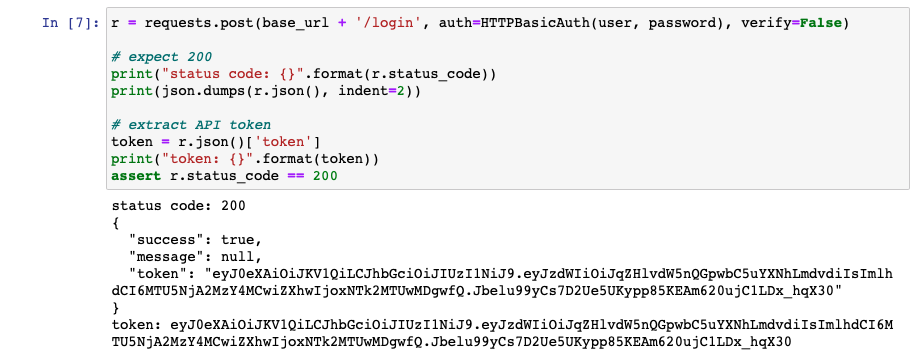 In [7]: r = requests.post(base_url + '/login', auth=HTTPBasicAuth(user, password), verify=False)
# expect 200
print("status code: {}".format(r.status_code))
print(json.dumps(r.json(), indent=2))
# extract API token
token = r.json()['token']
print("token: {}".format(token))
assert r.status_code == 200
status code: 200
{
  "success": true,
  "message": null,
  "token": "eyJ0eXAiOiJKV1QiLCJhbGciOiJIUzI1NiJ9.eyJzdWIiOiJqZHlvdW5nQGpwbC5uYXNhLmdvdiIsImlh
dCI6MTU5NjA2MzY4MCwiZXhwIjoxNTk2MTUwMDgwfQ.Jbelu99yCs7D2Ue5UKypp85KEAm620ujC1LDx_hqX30"
}
token: eyJ0eXAiOiJKV1QiLCJhbGciOiJIUzI1NiJ9.eyJzdWIiOiJqZHlvdW5nQGpwbC5uYXNhLmdvdiIsImlhdCI6M
TU5NjA2MzY4MCwiZXhwIjoxNTk2MTUwMDgwfQ.Jbelu99yCs7D2Ue5UKypp85KEAm620ujC1LDx_hqX30